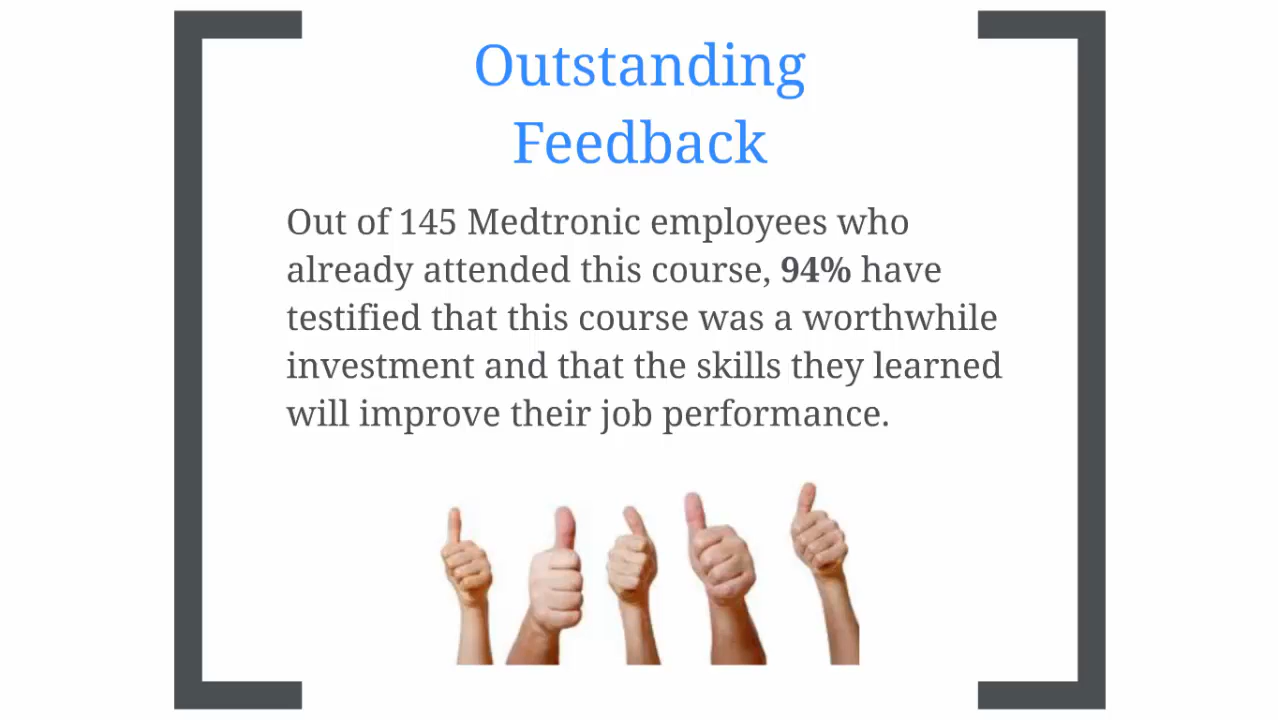 Outstanding
Feedback
Out of 145 Medtronic employees who
already attended this course, 94% have
testified that this course was a worthwhile
investment and that the skills they learned
will improve their job performance.